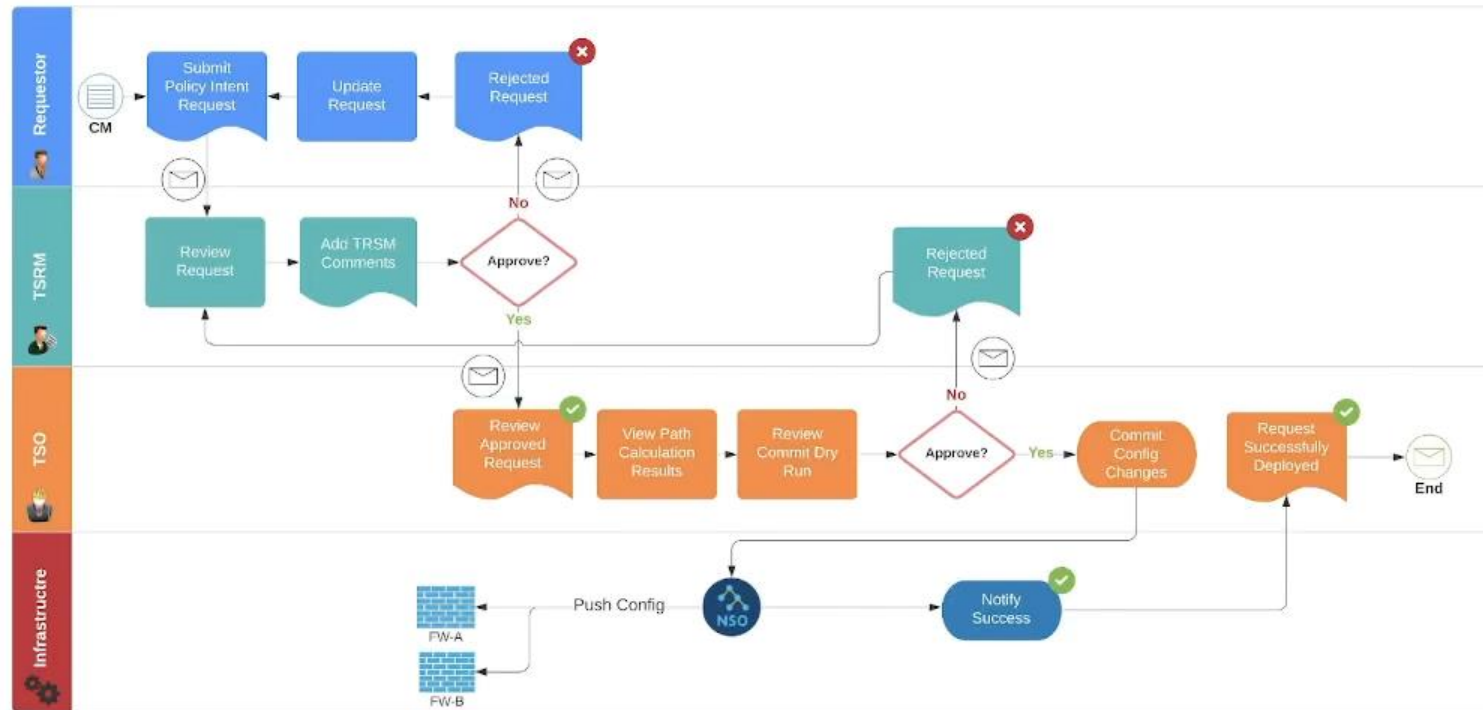 Requestor
CM
Submit
Policy Intent
Request
Update
Request
Rejected
Request
No
TSRM
Review
Request
Add TRSM
Comments
Approve?
Yes
Rejected
Request
No
TSO
Review
Approved
Request
View Path
Calculation
Results
Review
Commit Dry
Run
Approve?
Yes
Commit
Config
Changes
Request
Successfully
Deployed
End
Infrastructre
FW-A
FW-B
Push Config
NSO
Notify
Success